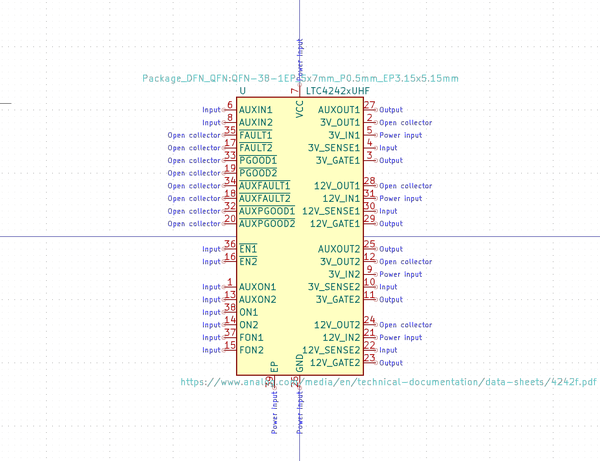 Power input
Package_DFN_QFN:QFN-38-1EP_5x7mm_P0.5mm_EP3.15x5.15mm
U LTC4242xUHF
7
VCC
Input 6 AUXIN1 AUXOUT1 27 Output
Input 8 AUXIN2 3V_OUT1 2 Open collector
Open collector 35 FAULT1 3V_IN1 5 Power input
Open collector 17 FAULT2 3V_SENSE1 4 Input
Open collector 33 PGOOD1 3V_GATE1 3 Output
Open collector 19 PGOOD2
Open collector 34 AUXFAULT1 12V_OUT1 28 Open collector
Open collector 18 AUXFAULT2 12V_IN1 31 Power input
Open collector 32 AUXPGOOD1 12V_SENSE1 30 Input
Open collector 20 AUXPGOOD2 12V_GATE1 29 Output
Input 36 EN1 AUXOUT2 25 Output
Input 16 EN2 3V_OUT2 12 Open collector
3V_IN2 9 Power input
Input 1 AUXON1 3V_SENSE2 10 Input
Input 13 AUXON2 3V_GATE2 11 Output
Input 38 ON1
Input 14 ON2 12V_OUT2 24 Open collector
Input 37 FON1 12V_IN2 21 Power input
Input 15 FON2 12V_SENSE2 22 Input
12V_GATE2 23 Output
EP GND
39 26
https://www.analog.com/media/en/technical-documentation/data-sheets/4242f.pdf
Power input Power input